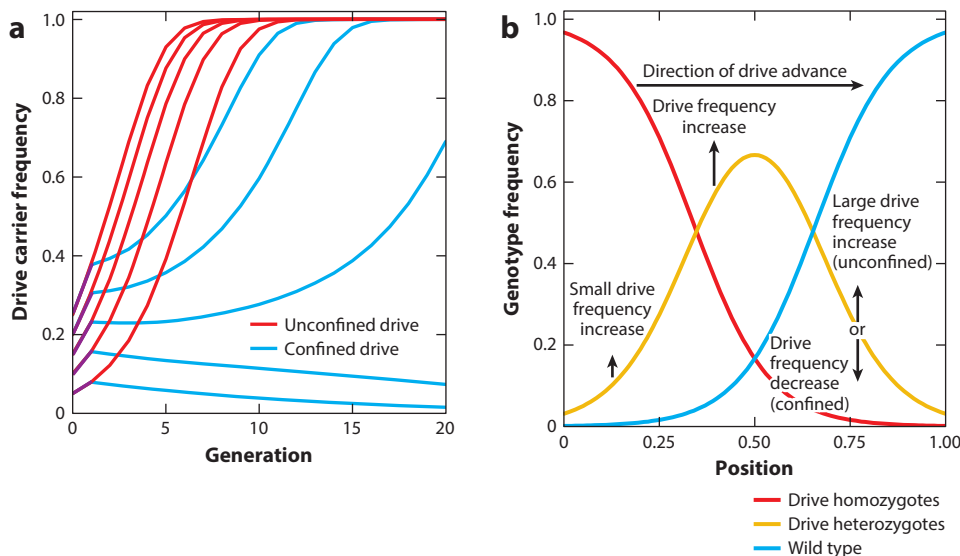 a
Drive carrier frequency
1.0
0.8
0.6
0.4
0.2
0
0
5
10
15
20
Generation
Unconfined drive
Confined drive
b
Genotype frequency
1.0
0.8
0.6
0.4
0.2
0
0
0.25
0.50
0.75
1.00
Position
Direction of drive advance
Drive frequency
increase
Small drive
frequency
increase
Large drive
frequency
increase
(unconfined)
or
Drive
frequency
decrease
(confined)
Drive homozygotes
Drive heterozygotes
Wild type